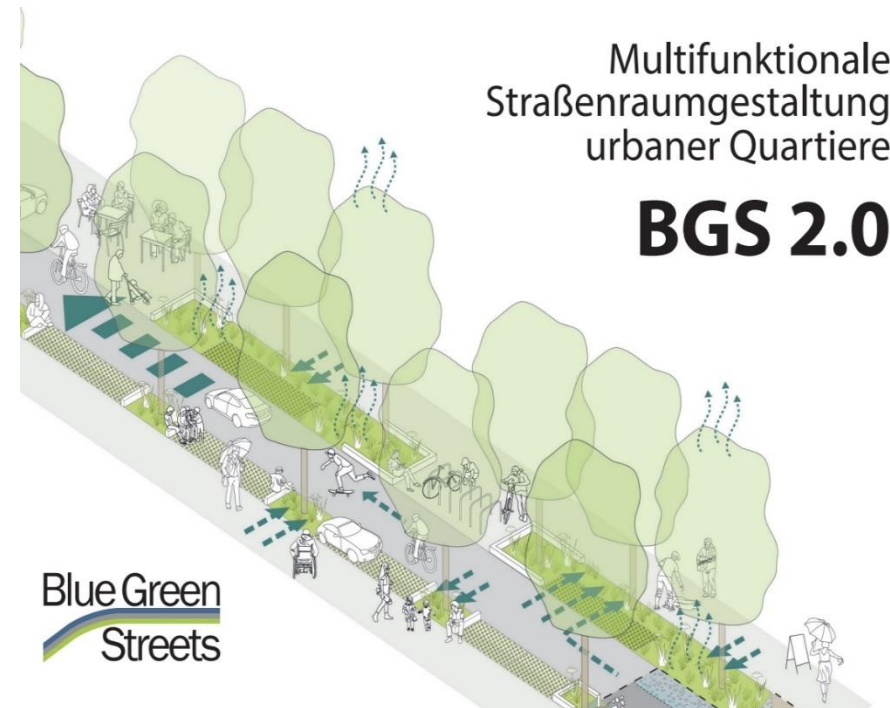 Multifunktionale
Straßenraumgestaltung
urbaner Quartiere
BGS 2.0
Blue Green
Streets